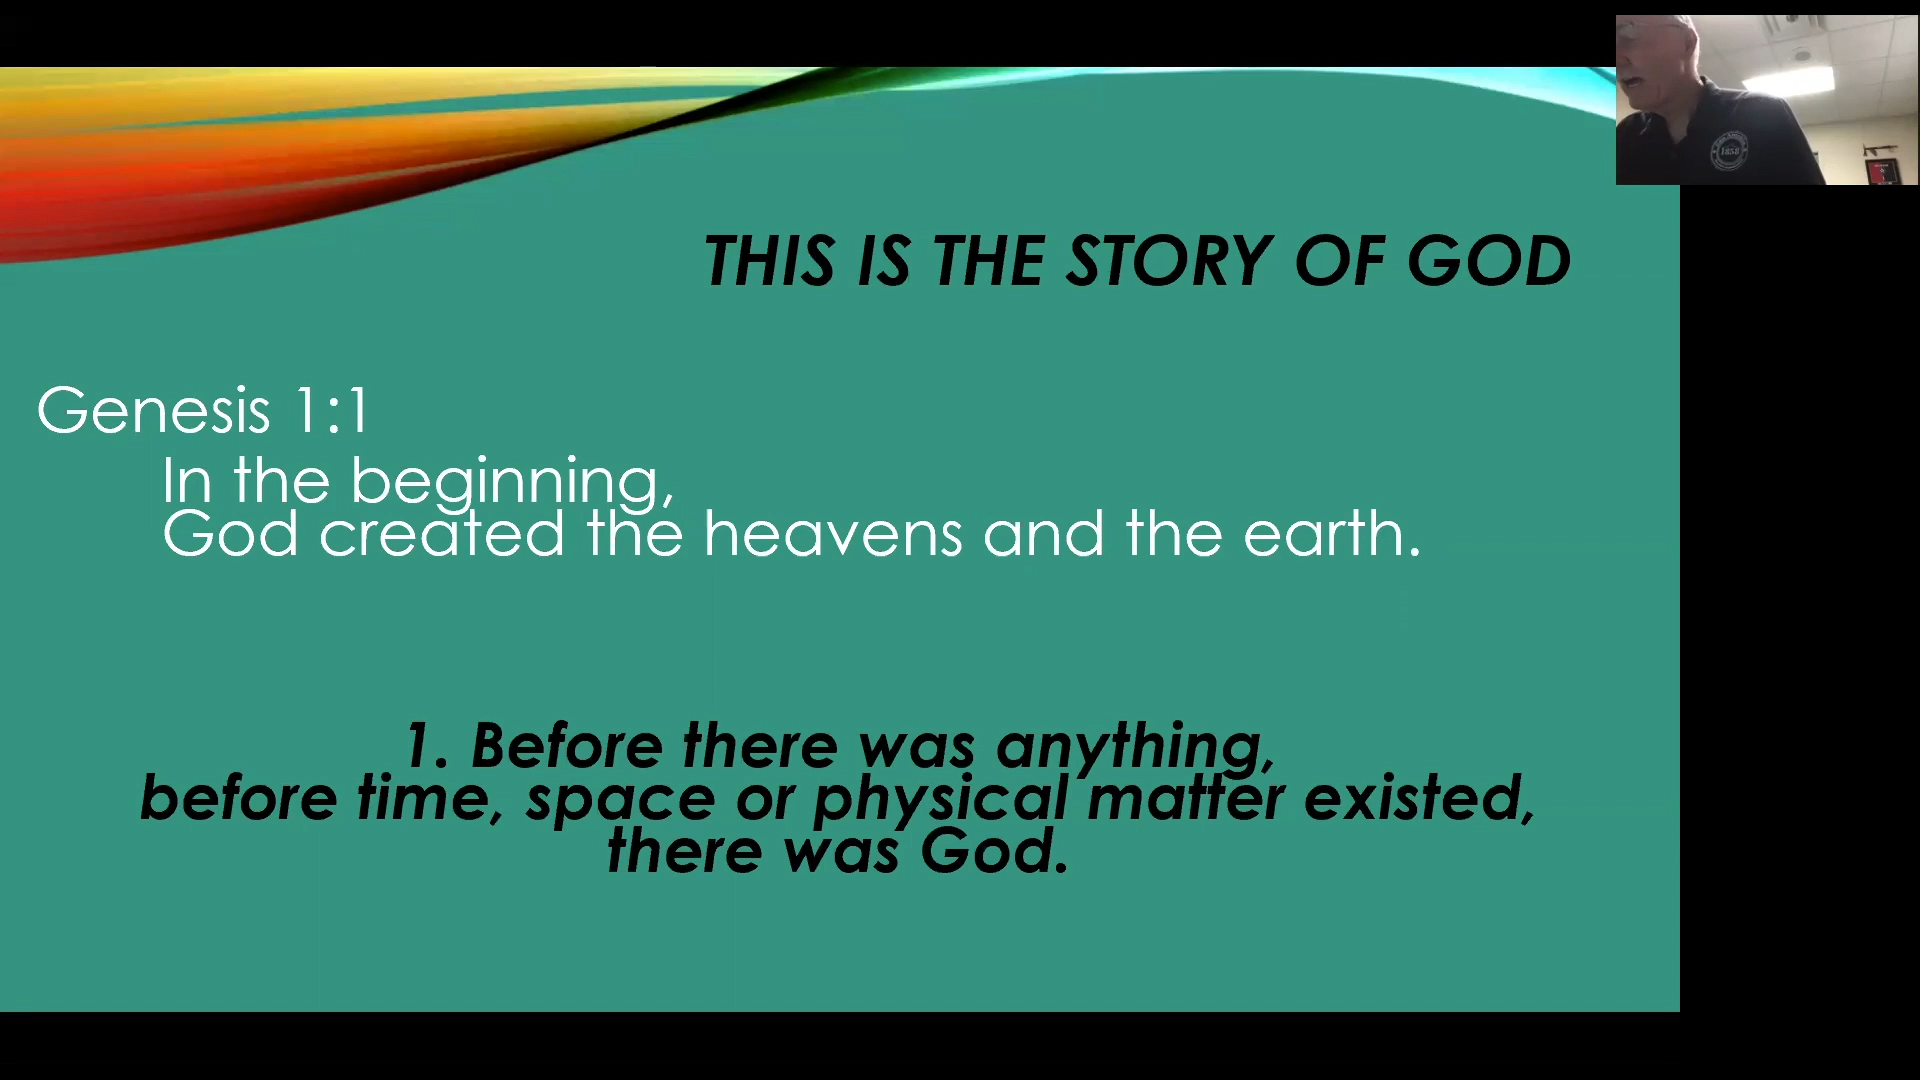 THIS IS THE STORY OF GOD
Genesis 1:1
In the beginning,
God created the heavens and the earth.
1. Before there was anything,
before time, space or physical matter existed,
there was God.
1858